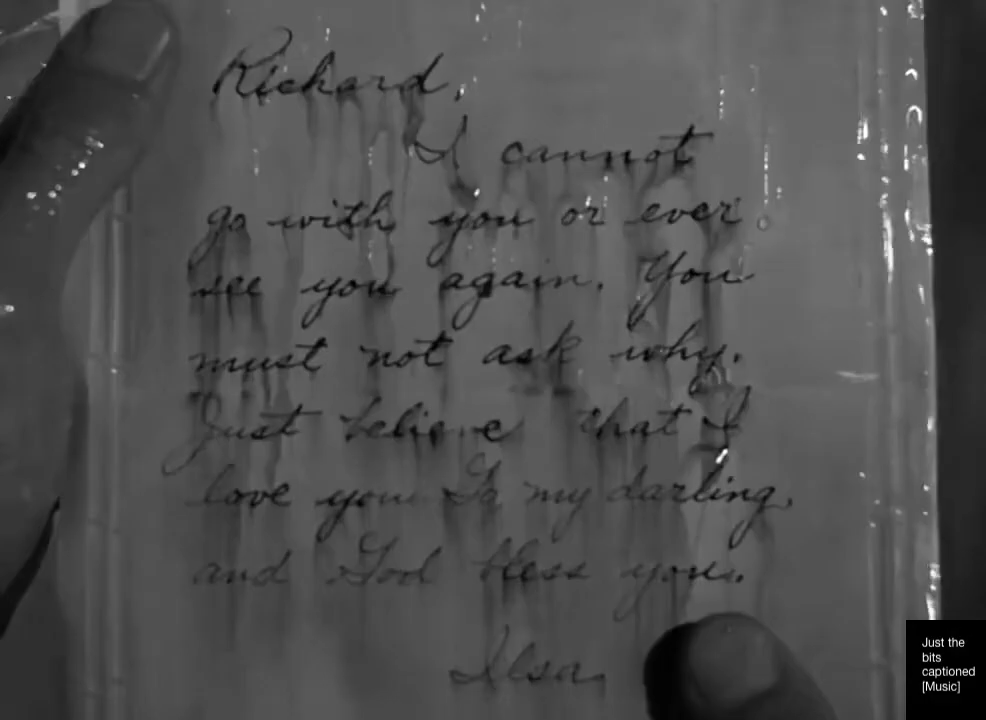 Richard,
I cannot
go with you or ever
see you again. You
must not ask why.
Just believe that I
love you. Go my darling,
and God bless you.
Ilsa
Just the
bits
captioned
[Music]